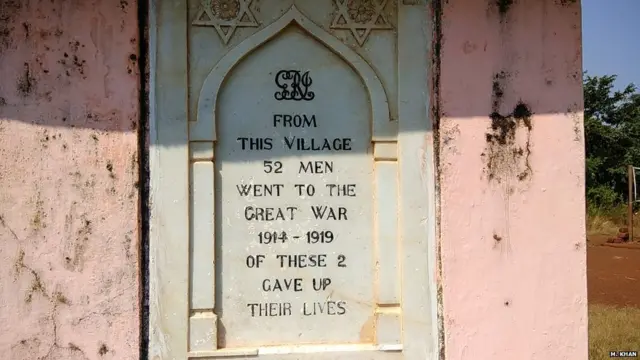 FROM
THIS VILLAGE
52 MEN
WENT TO THE
GREAT WAR
1914 - 1919
OF THESE 2
GAVE UP
THEIR LIVES
M. KHAN